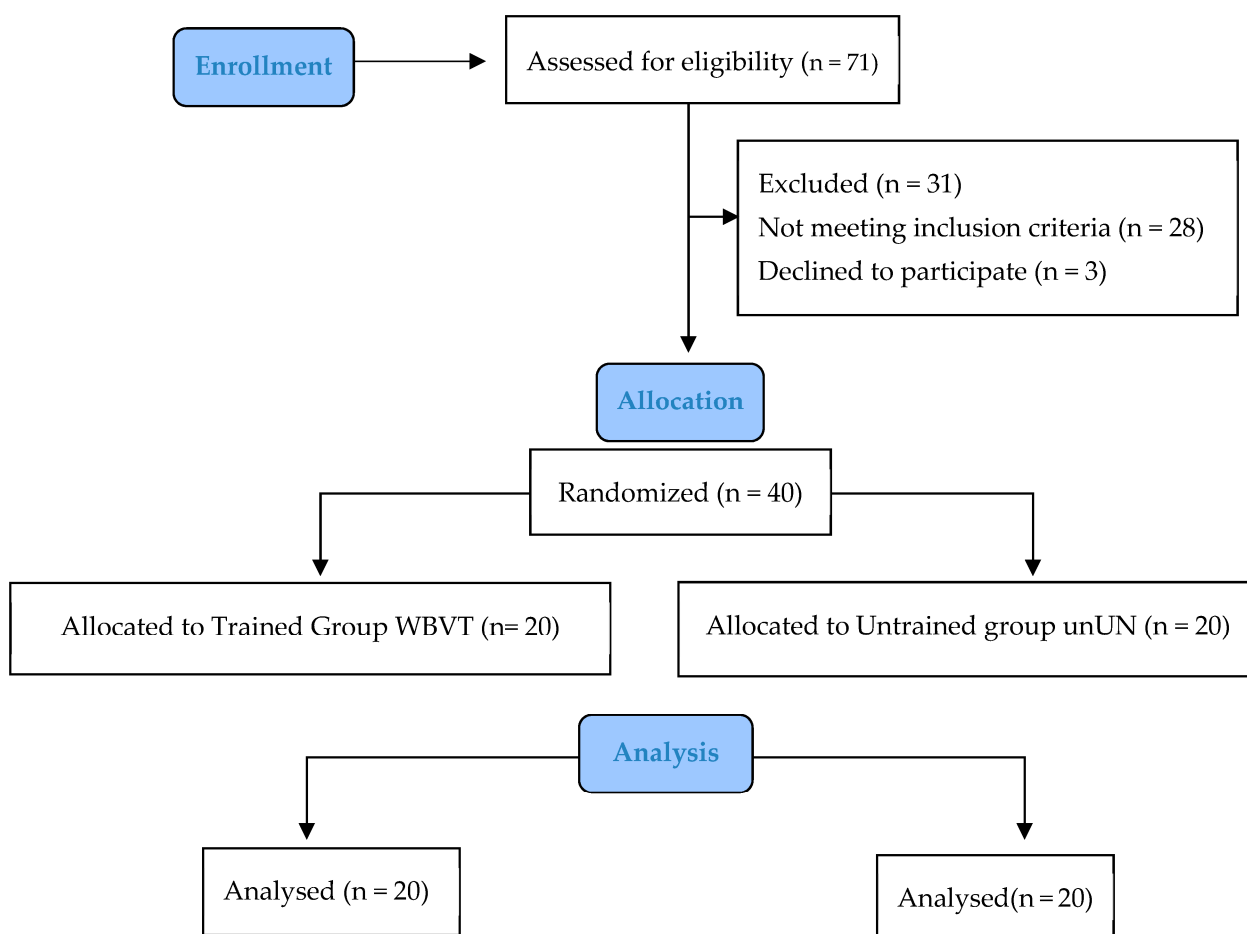 Enrollment
Assessed for eligibility (n = 71)
Excluded (n = 31)
Not meeting inclusion criteria (n = 28)
Declined to participate (n = 3)
Allocation
Randomized (n = 40)
Allocated to Trained Group WBVT (n= 20)
Allocated to Untrained group unUN (n = 20)
Analysis
Analysed (n = 20)
Analysed(n = 20)